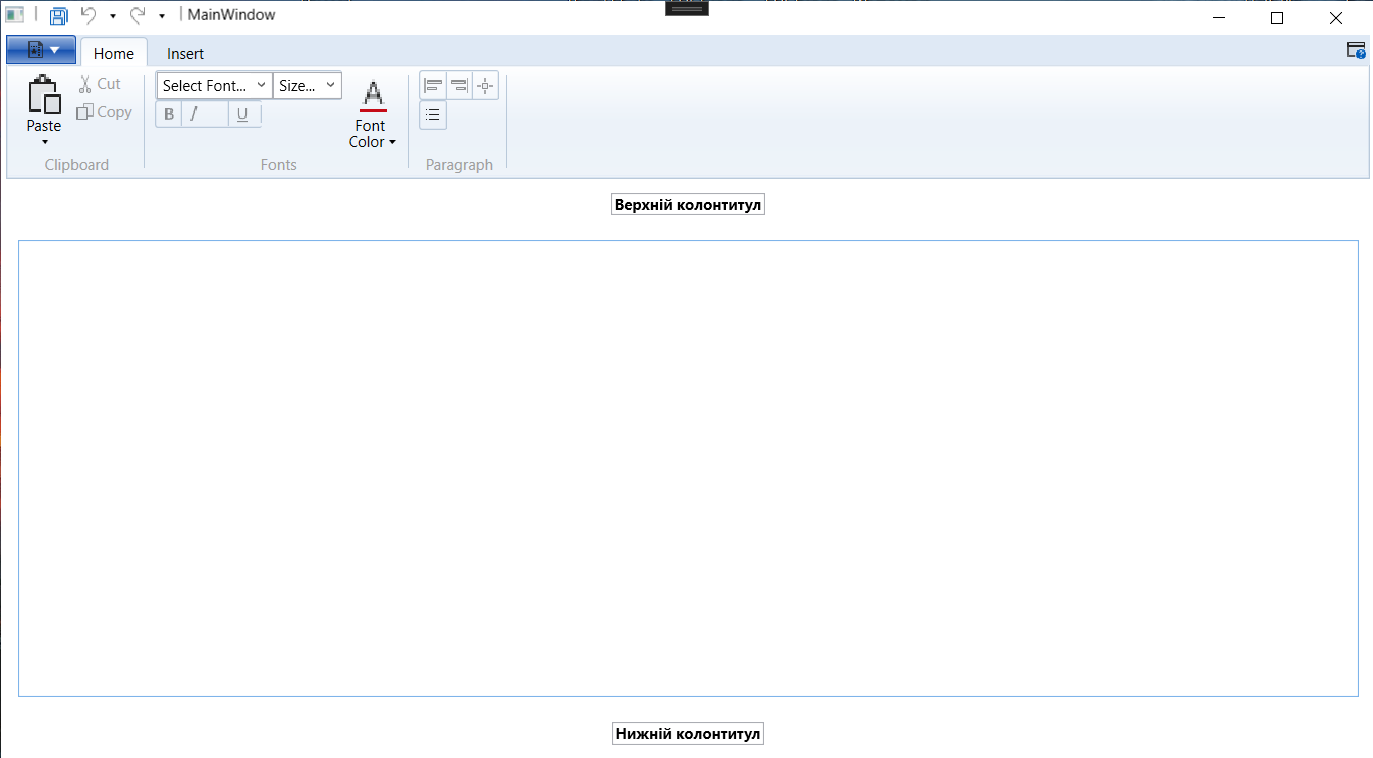 MainWindow
Home Insert
Paste
Cut
Copy
Clipboard
Select Font... Size...
B I U
Font
Color
Fonts
Paragraph
Верхній колонтитул
Нижній колонтитул